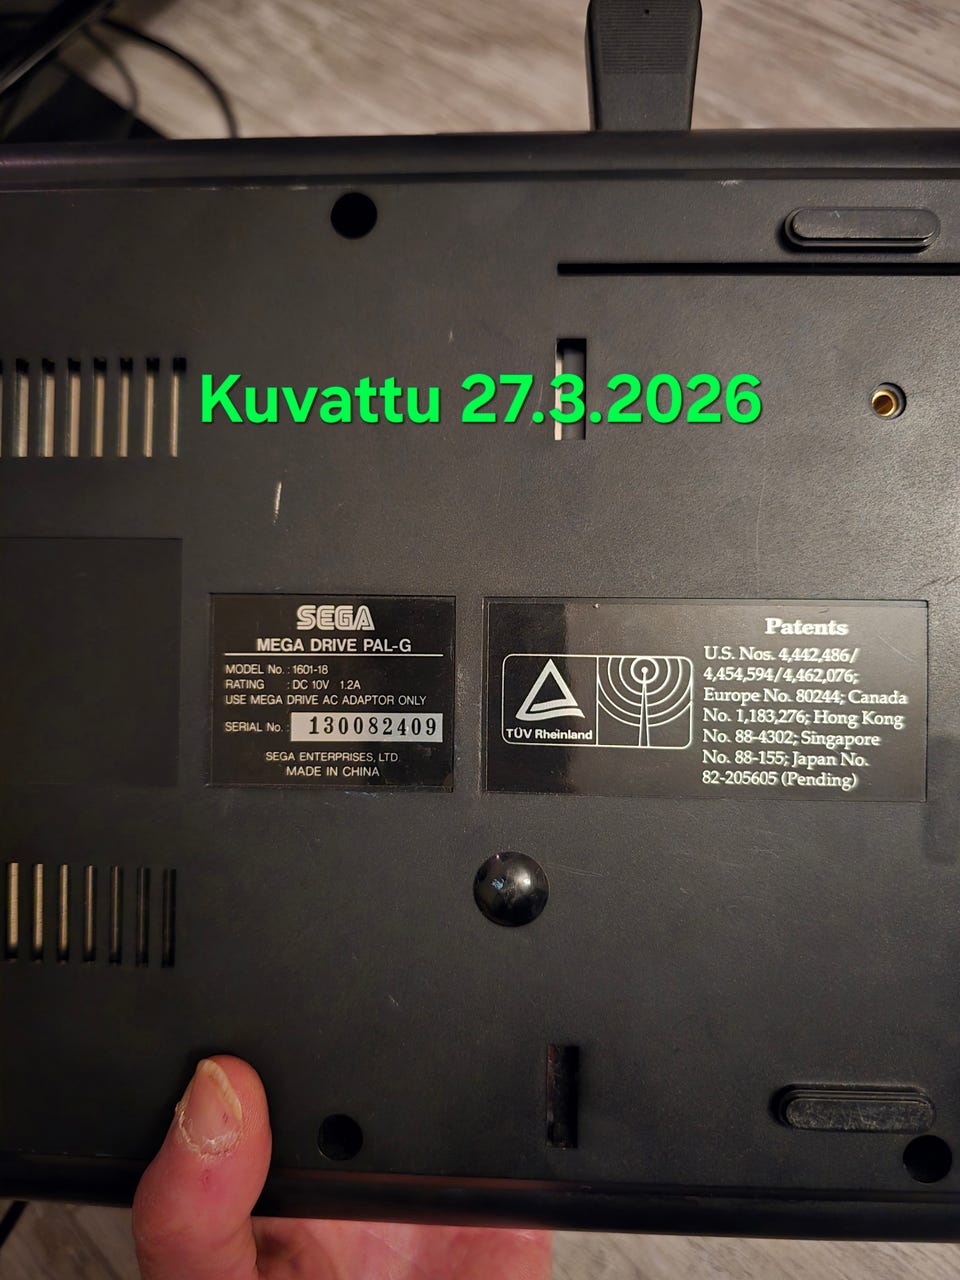 Kuvattu 27.3.2026
SEGA
MEGA DRIVE PAL-G
MODEL No. : 1601-18
RATING : DC 10V 1.2A
USE MEGA DRIVE AC ADAPTOR ONLY
SERIAL No. : 130082409
SEGA ENTERPRISES, LTD.
MADE IN CHINA
TÜV Rheinland
Patents
U.S. Nos. 4,442,486/
4,454,594/4,462,076;
Europe No. 80244; Canada
No. 1,183,276; Hong Kong
No. 88-4302; Singapore
No. 88-155; Japan No.
82-205605 (Pending)